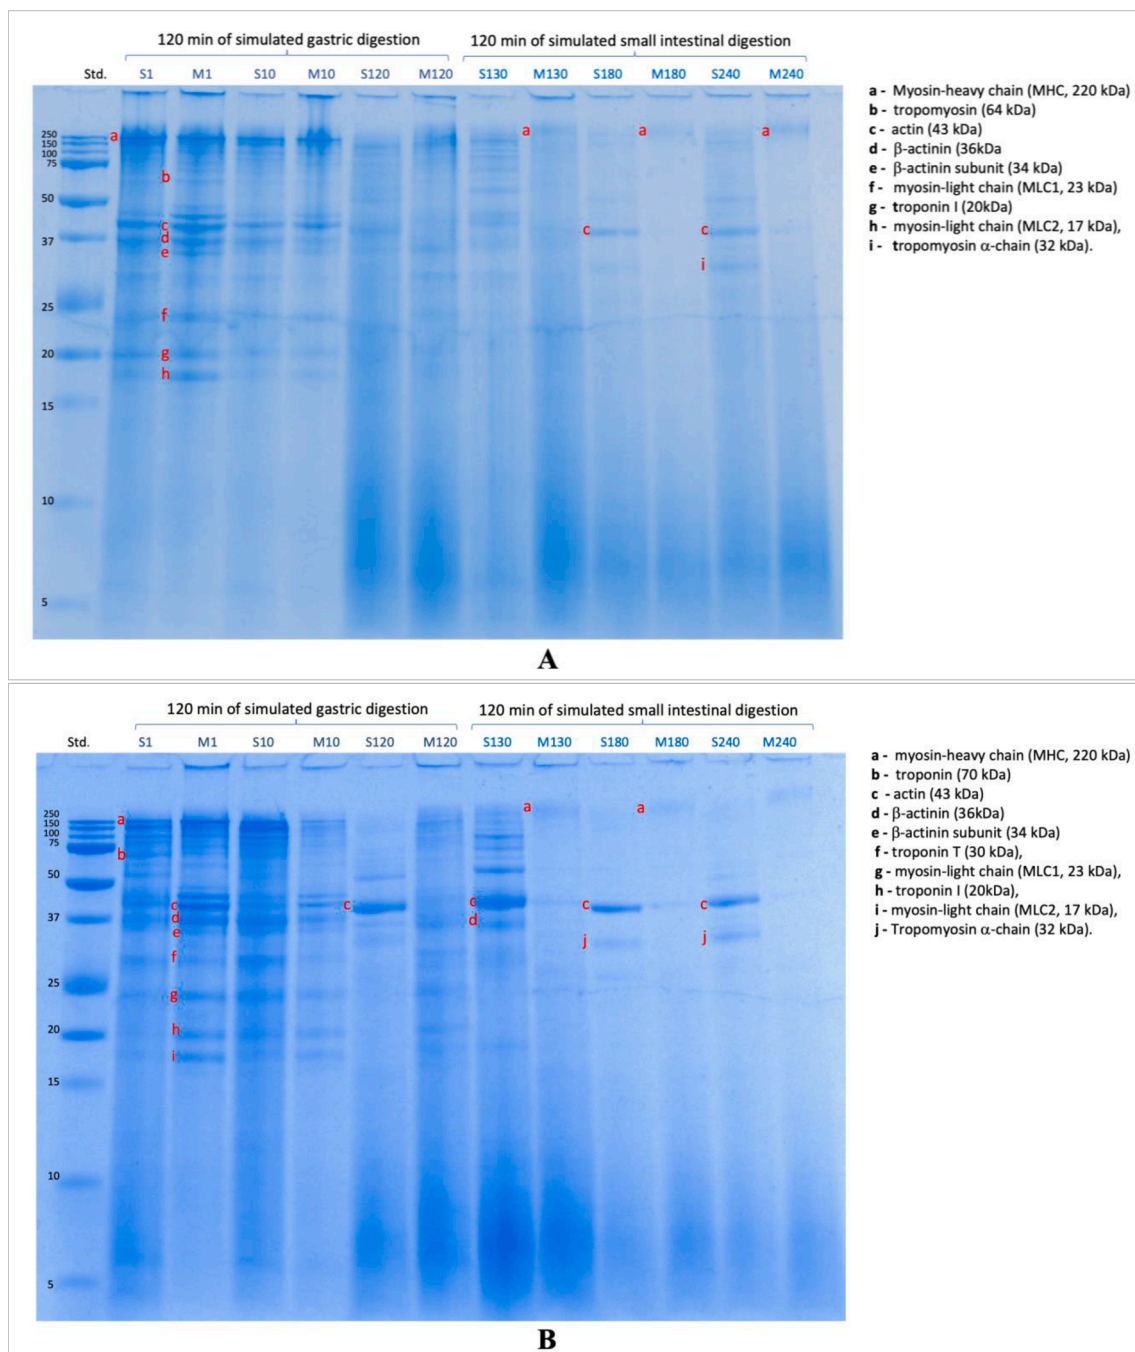 120 min of simulated gastric digestion 120 min of simulated small intestinal digestion
Std. S1 M1 S10 M10 S120 M120 S130 M130 S180 M180 S240 M240
a - Myosin-heavy chain (MHC, 220 kDa)
b - tropomyosin (64 kDa)
c - actin (43 kDa)
d - β-actinin (36kDa
e - β-actinin subunit (34 kDa)
f - myosin-light chain (MLC1, 23 kDa)
g - troponin I (20kDa)
h - myosin-light chain (MLC2, 17 kDa),
i - tropomyosin α-chain (32 kDa).
250 a a a a
150
100
75
b
50
c c c
37 d
e i
25
f
20 g
h
15
10
5
A
120 min of simulated gastric digestion 120 min of simulated small intestinal digestion
Std. S1 M1 S10 M10 S120 M120 S130 M130 S180 M180 S240 M240
a - myosin-heavy chain (MHC, 220 kDa)
b - troponin (70 kDa)
c - actin (43 kDa)
d - β-actinin (36kDa)
e - β-actinin subunit (34 kDa)
f - troponin T (30 kDa),
g - myosin-light chain (MLC1, 23 kDa),
h - troponin I (20kDa),
i - myosin-light chain (MLC2, 17 kDa),
j - Tropomyosin α-chain (32 kDa).
a a
250 a
150
100
75
b
50
c c c c c
37 d d
e j j
f
25
g
20 h
i
15
10
5
B